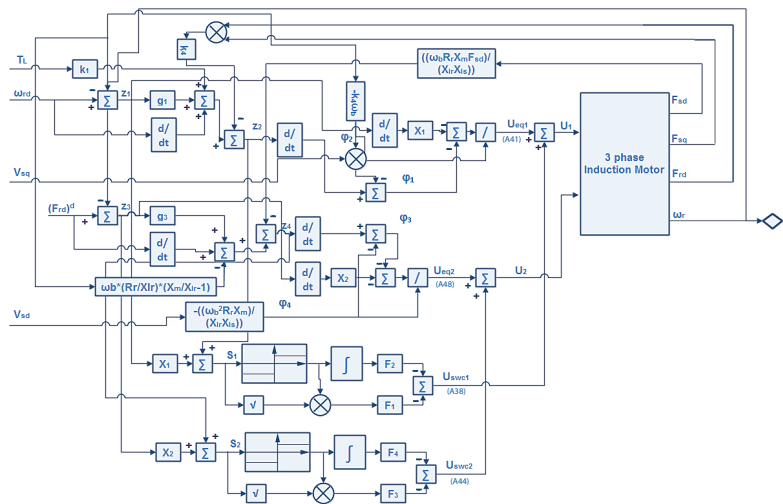 k4
((ωbRrXmFsd)/
(XlrXls))
TL
k1
-k4ωb
Fsd
ωrd
Σ
z1
g1
Σ
z2
d/
dt
φ2
d/
dt
X1
Σ
/
Ueq1
(A41)
Σ
U1
3 phase
Induction Motor
d/
dt
Σ
Fsq
Vsq
φ1
Σ
Frd
(Frd)d
Σ
z3
g3
z4
Σ
d/
dt
φ3
Σ
ωr
d/
dt
Σ
ωb*(Rr/Xlr)*(Xm/Xlr-1)
d/
dt
X2
Σ
/
Ueq2
(A48)
Σ
U2
φ4
Vsd
-((ωb2RrXm)/
(XlrXls))
X1
Σ
S1
∫
F2
Σ
Uswc1
(A38)
√
F1
X2
Σ
S2
∫
F4
Σ
Uswc2
(A44)
√
F3